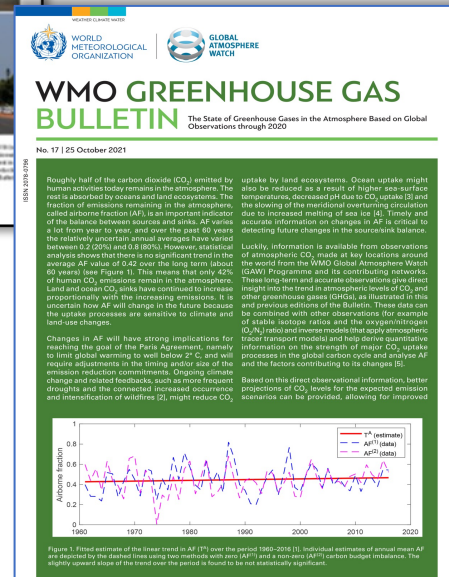 WEATHER CLIMATE WATER
WORLD
METEOROLOGICAL
ORGANIZATION
GLOBAL
ATMOSPHERE
WATCH
WMO GREENHOUSE GAS
BULLETIN
The State of Greenhouse Gases in the Atmosphere Based on Global
Observations through 2020
No. 17 | 25 October 2021
ISSN 2078-0796
Roughly half of the carbon dioxide (CO2) emitted by
human activities today remains in the atmosphere. The
rest is absorbed by oceans and land ecosystems. The
fraction of emissions remaining in the atmosphere,
called airborne fraction (AF), is an important indicator
of the balance between sources and sinks. AF varies
a lot from year to year, and over the past 60 years
the relatively uncertain annual averages have varied
between 0.2 (20%) and 0.8 (80%). However, statistical
analysis shows that there is no significant trend in the
average AF value of 0.42 over the long term (about
60 years) (see Figure 1). This means that only 42%
of human CO2 emissions remain in the atmosphere.
Land and ocean CO2 sinks have continued to increase
proportionally with the increasing emissions. It is
uncertain how AF will change in the future because
the uptake processes are sensitive to climate and
land-use changes.
Changes in AF will have strong implications for
reaching the goal of the Paris Agreement, namely
to limit global warming to well below 2° C, and will
require adjustments in the timing and/or size of the
emission reduction commitments. Ongoing climate
change and related feedbacks, such as more frequent
droughts and the connected increased occurrence
and intensification of wildfires [2], might reduce CO2
uptake by land ecosystems. Ocean uptake might
also be reduced as a result of higher sea-surface
temperatures, decreased pH due to CO2 uptake [3] and
the slowing of the meridional overturning circulation
due to increased melting of sea ice [4]. Timely and
accurate information on changes in AF is critical to
detecting future changes in the source/sink balance.
Luckily, information is available from observations
of atmospheric CO2 made at key locations around
the world from the WMO Global Atmosphere Watch
(GAW) Programme and its contributing networks.
These long-term and accurate observations give direct
insight into the trend in atmospheric levels of CO2 and
other greenhouse gases (GHGs), as illustrated in this
and previous editions of the Bulletin. These data can
be combined with other observations (for example
of stable isotope ratios and the oxygen/nitrogen
(O2/N2) ratio) and inverse models (that apply atmospheric
tracer transport models) and help derive quantitative
information on the strength of major CO2 uptake
processes in the global carbon cycle and analyse AF
and the factors contributing to its changes [5].
Based on this direct observational information, better
projections of CO2 levels for the expected emission
scenarios can be provided, allowing for improved
Airborne fraction
1
0.8
0.6
0.4
0.2
0
1960
1970
1980
1990
2000
2010
2020
TA (estimate)
AF(1) (data)
AF(2) (data)
Figure 1. Fitted estimate of the linear trend in AF (TA) over the period 1960–2016 [1]. Individual estimates of annual mean AF
are depicted by the dashed lines using two methods with zero (AF(1)) and a non-zero (AF(2)) carbon budget imbalance. The
slightly upward slope of the trend over the period is found to be not statistically significant.